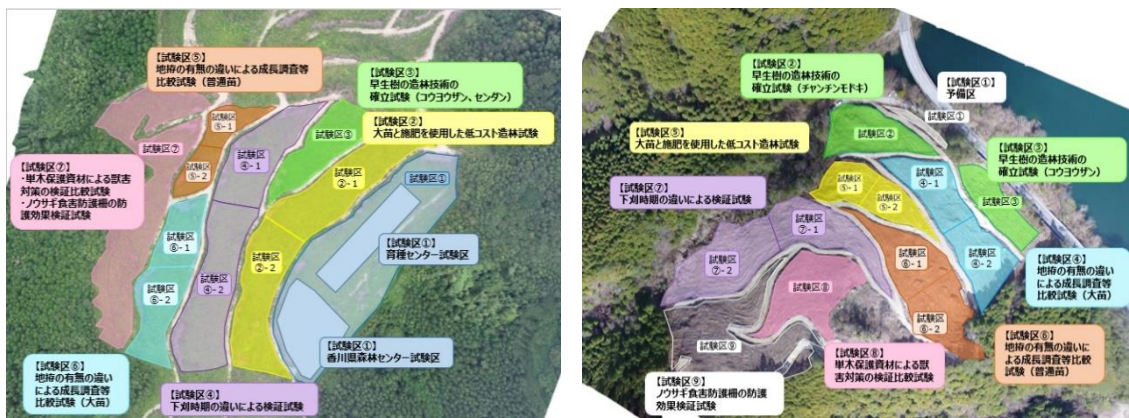 【試験区⑤】
地拵の有無の違いによる成長調査等
比較試験（普通苗）
【試験区③】
早生樹の造林技術の
確立試験（コウヨウザン、センダン）
【試験区②】
大苗と施肥を使用した低コスト造林試験
試験区⑦
試験区
⑤-1
試験区
⑤-2
試験区
④-1
試験区③
試験区
②-1
試験区①
【試験区⑦】
・単木保護資材による獣害
対策の検証比較試験
・ノウサギ食害防護柵の防
護効果検証試験
試験区
⑥-1
試験区
⑥-2
試験区
④-2
試験区
②-2
【試験区①】
育種センター試験区
【試験区①】
香川県森林センター試験区
【試験区⑥】
地拵の有無の違い
による成長調査等
比較試験（大苗）
【試験区④】
下刈時期の違いによる検証試験
【試験区②】
早生樹の造林技術の
確立試験（チャンチンモドキ）
【試験区①】
予備区
試験区①
試験区②
【試験区⑤】
大苗と施肥を使用した低コスト造林試験
【試験区③】
早生樹の造林技術の
確立試験（コウヨウザン）
試験区
④-1
試験区③
試験区
⑤-1
試験区
⑤-2
【試験区⑦】
下刈時期の違いによる検証試験
試験区
⑦-1
試験区
⑦-2
試験区
⑥-1
試験区
④-2
【試験区④】
地拵の有無の違い
による成長調査等
比較試験（大苗）
試験区⑧
試験区
⑥-2
試験区⑨
【試験区⑥】
地拵の有無の違いによ
る成長調査等比較
試験（普通苗）
【試験区⑧】
単木保護資材による獣
害対策の検証比較試験
【試験区⑨】
ノウサギ食害防護柵の防護
効果検証試験